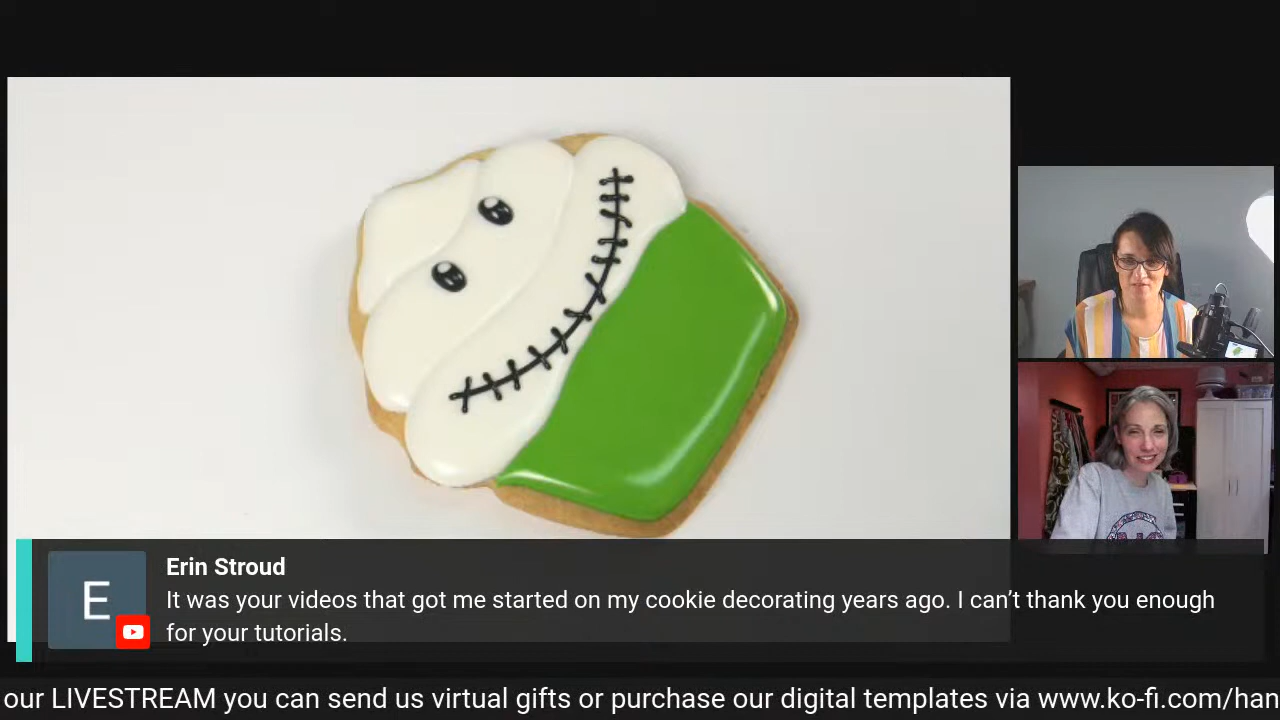 E
Erin Stroud
It was your videos that got me started on my cookie decorating years ago. I can't thank you enough
for your tutorials.
our LIVESTREAM you can send us virtual gifts or purchase our digital templates via www.ko-fi.com/han